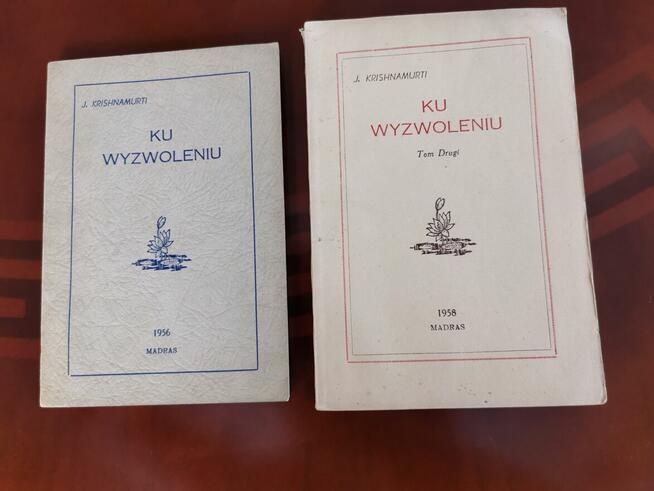 J. KRISHNAMURTI
KU
WYZWOLENIU
1956
MADRAS
J. KRISHNAMURTI
KU
WYZWOLENIU
Tom Drugi
1958
MADRAS